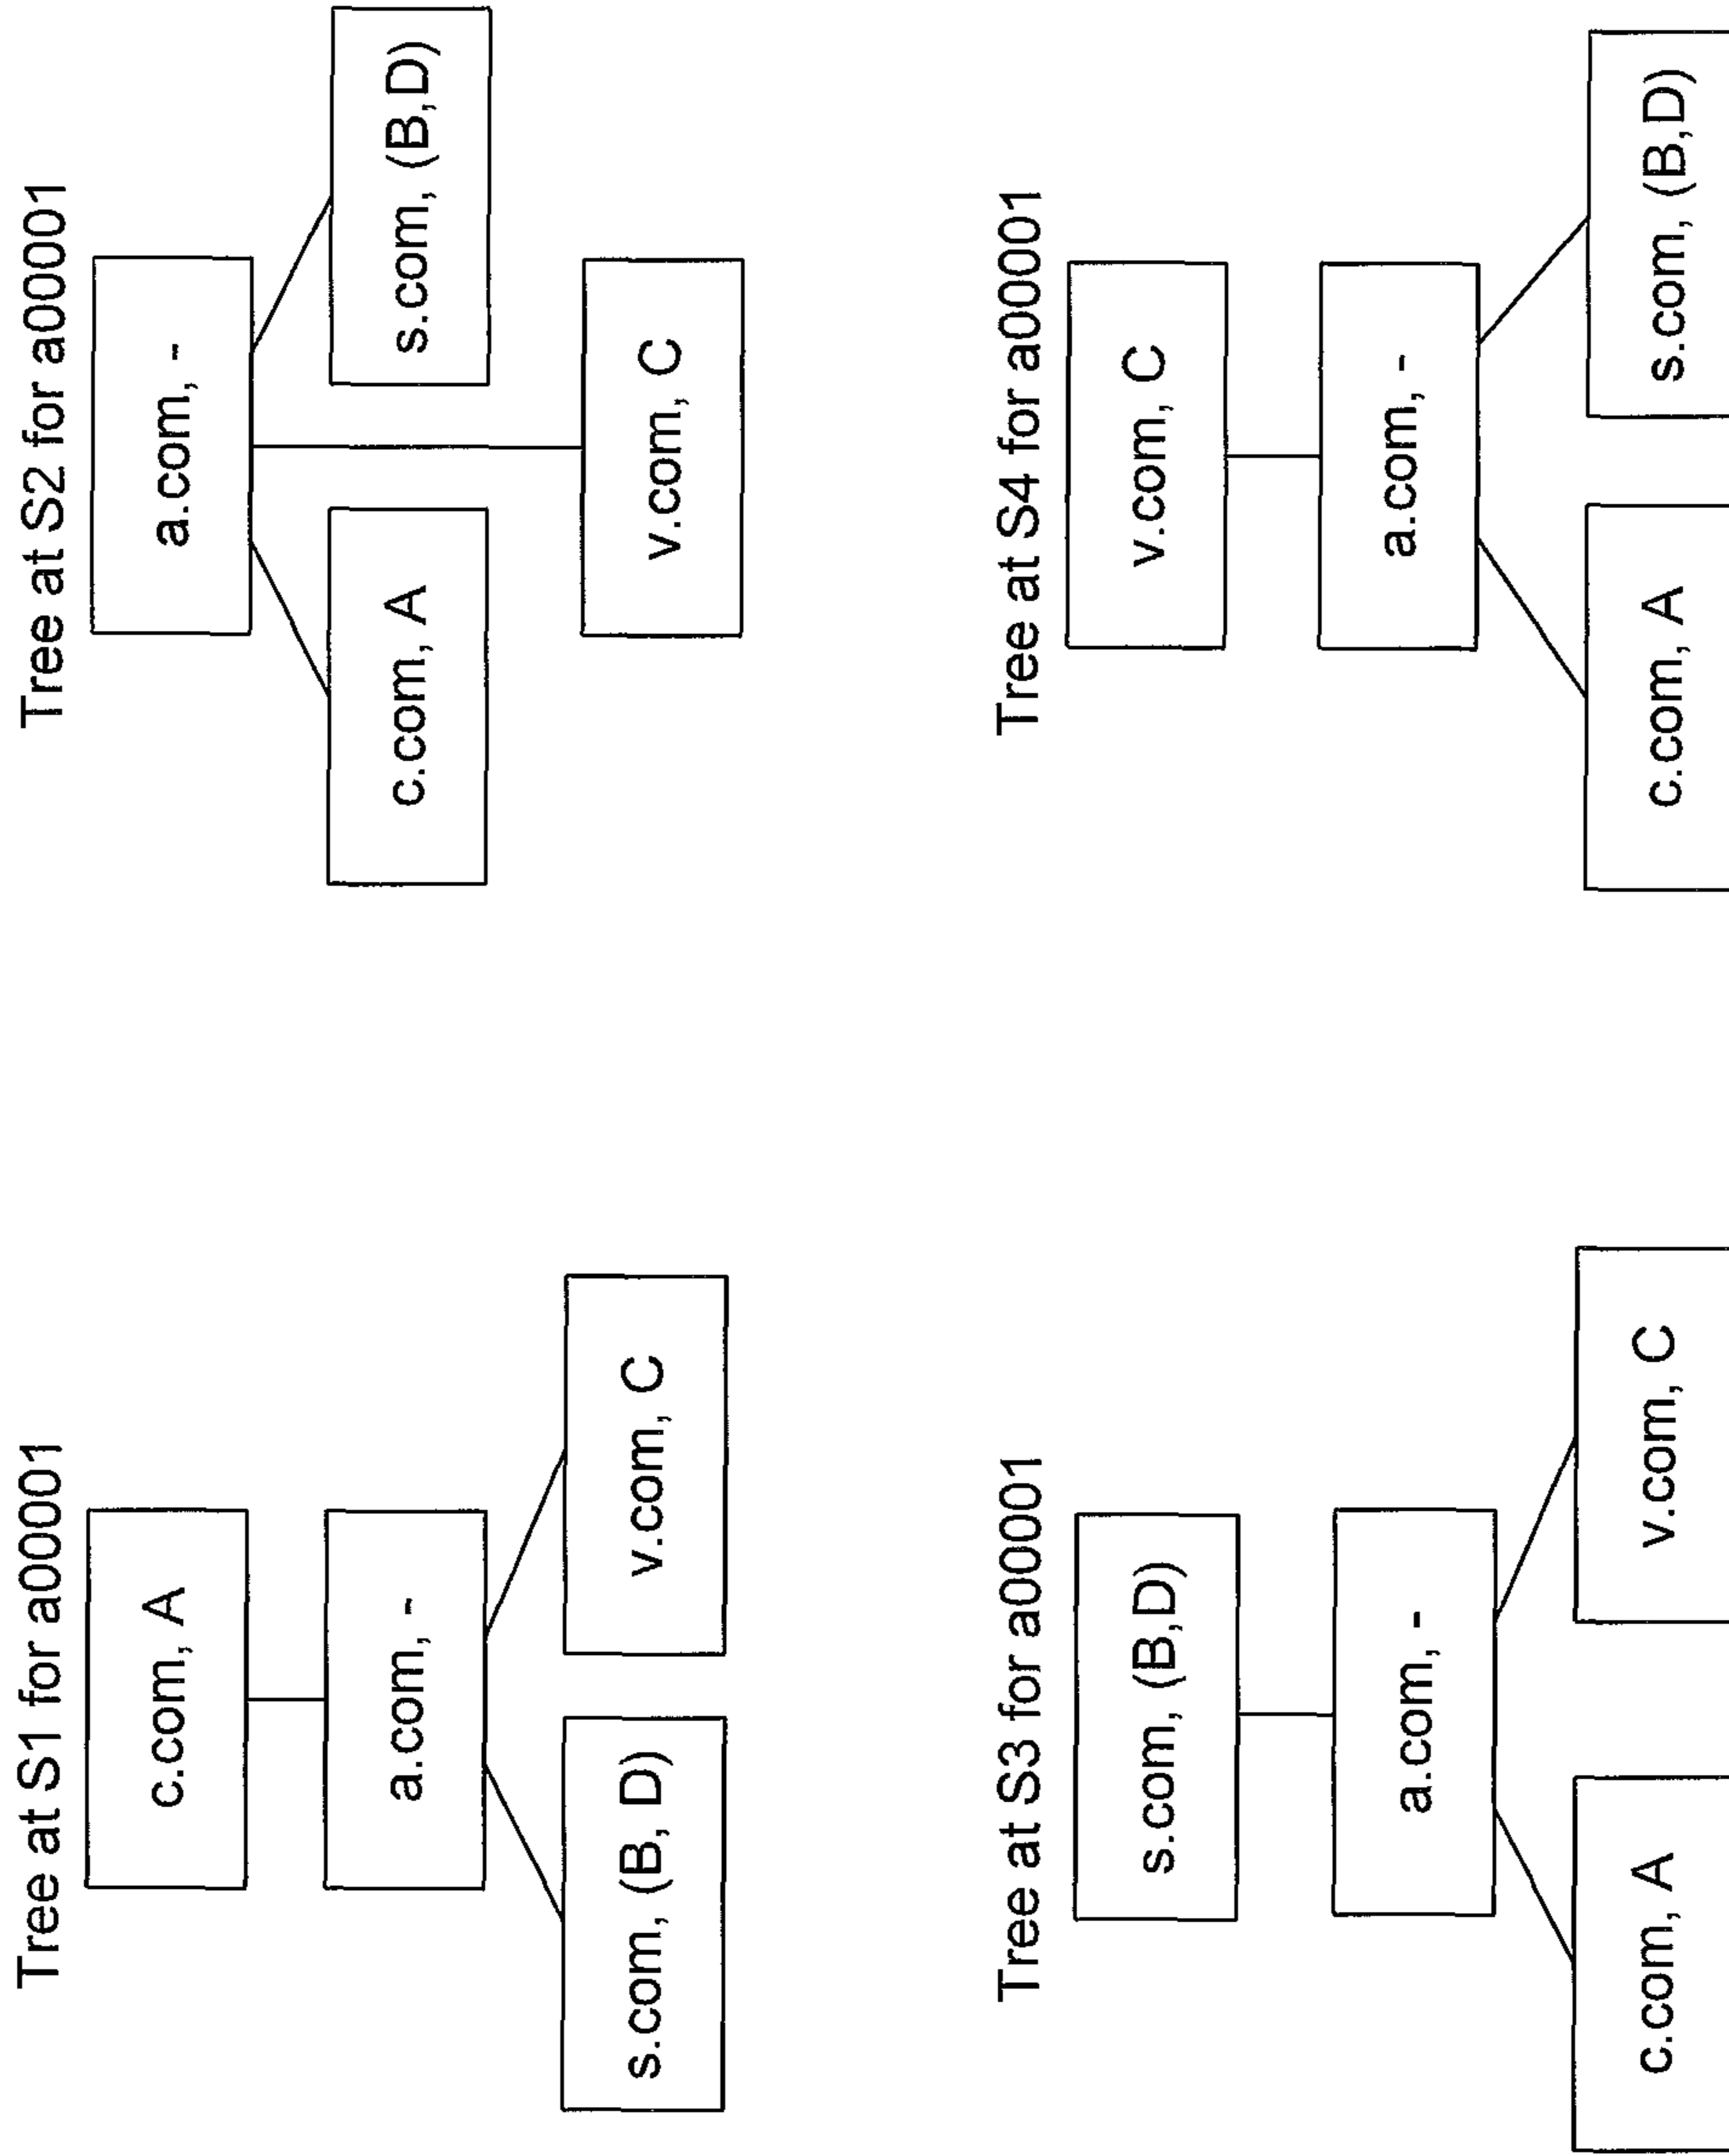 Tree at S1 for a00001
c.com, A
a.com, -
s.com, (B, D)
v.com, C
Tree at S2 for a00001
a.com, -
c.com, A
s.com, (B,D)
v.com, C
Tree at S3 for a00001
s.com, (B,D)
a.com, -
c.com, A
v.com, C
Tree at S4 for a00001
v.com, C
a.com, -
c.com, A
s.com, (B,D)